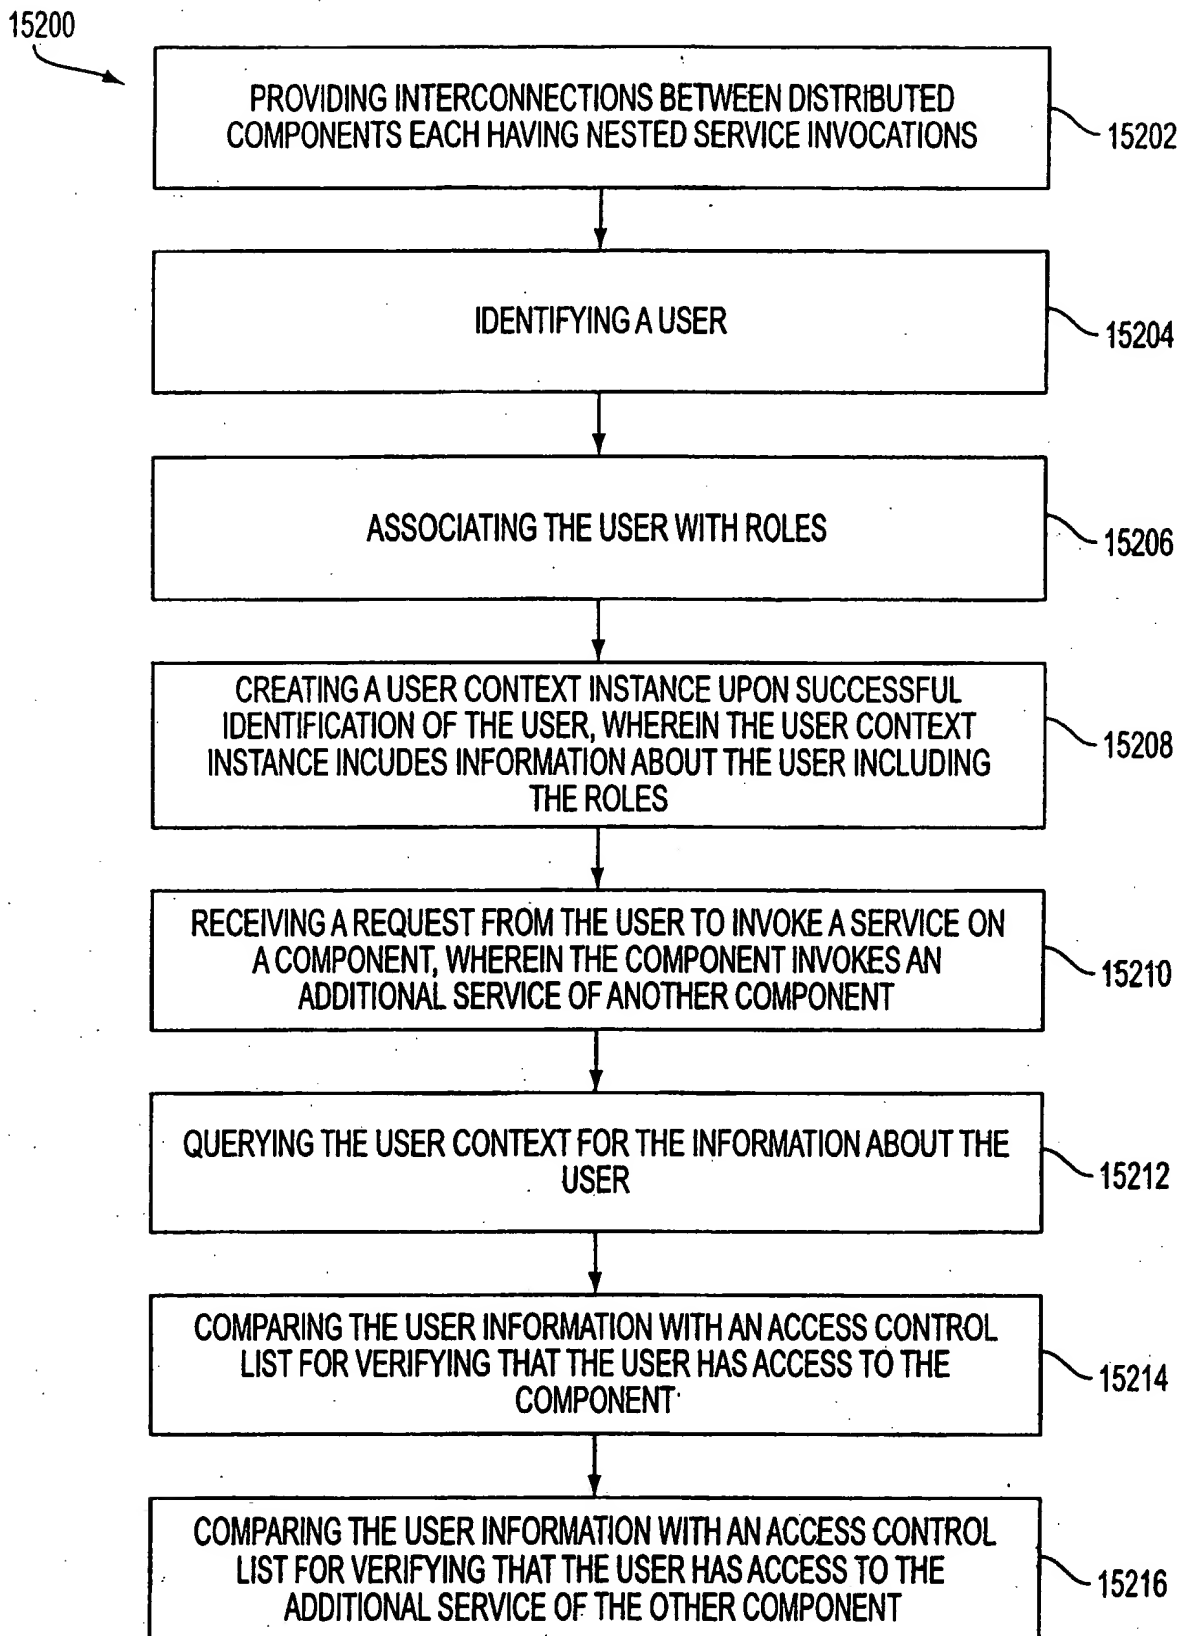 15200
PROVIDING INTERCONNECTIONS BETWEEN DISTRIBUTED
COMPONENTS EACH HAVING NESTED SERVICE INVOCATIONS
15202
IDENTIFYING A USER
15204
ASSOCIATING THE USER WITH ROLES
15206
CREATING A USER CONTEXT INSTANCE UPON SUCCESSFUL
IDENTIFICATION OF THE USER, WHEREIN THE USER CONTEXT
INSTANCE INCUDES INFORMATION ABOUT THE USER INCLUDING
THE ROLES
15208
RECEIVING A REQUEST FROM THE USER TO INVOKE A SERVICE ON
A COMPONENT, WHEREIN THE COMPONENT INVOKES AN
ADDITIONAL SERVICE OF ANOTHER COMPONENT
15210
QUERYING THE USER CONTEXT FOR THE INFORMATION ABOUT THE
USER
15212
COMPARING THE USER INFORMATION WITH AN ACCESS CONTROL
LIST FOR VERIFYING THAT THE USER HAS ACCESS TO THE
COMPONENT
15214
COMPARING THE USER INFORMATION WITH AN ACCESS CONTROL
LIST FOR VERIFYING THAT THE USER HAS ACCESS TO THE
ADDITIONAL SERVICE OF THE OTHER COMPONENT
15216